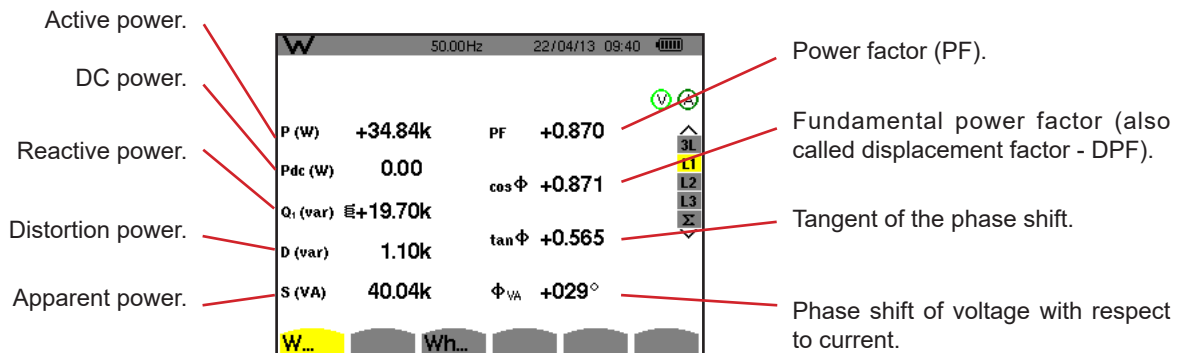 Active power.
DC power.
Reactive power.
Distortion power.
Apparent power.
W 50.00Hz 22/04/13 09:40
V A
P (W) +34.84k PF +0.870
Pdc (W) 0.00 cos Φ +0.871
Q₁ (var) +19.70k tan Φ +0.565
D (var) 1.10k
S (VA) 40.04k Φ VA +029°
3L
L1
L2
L3
Σ
W... Wh...
Power factor (PF).
Fundamental power factor (also
called displacement factor - DPF).
Tangent of the phase shift.
Phase shift of voltage with respect
to current.